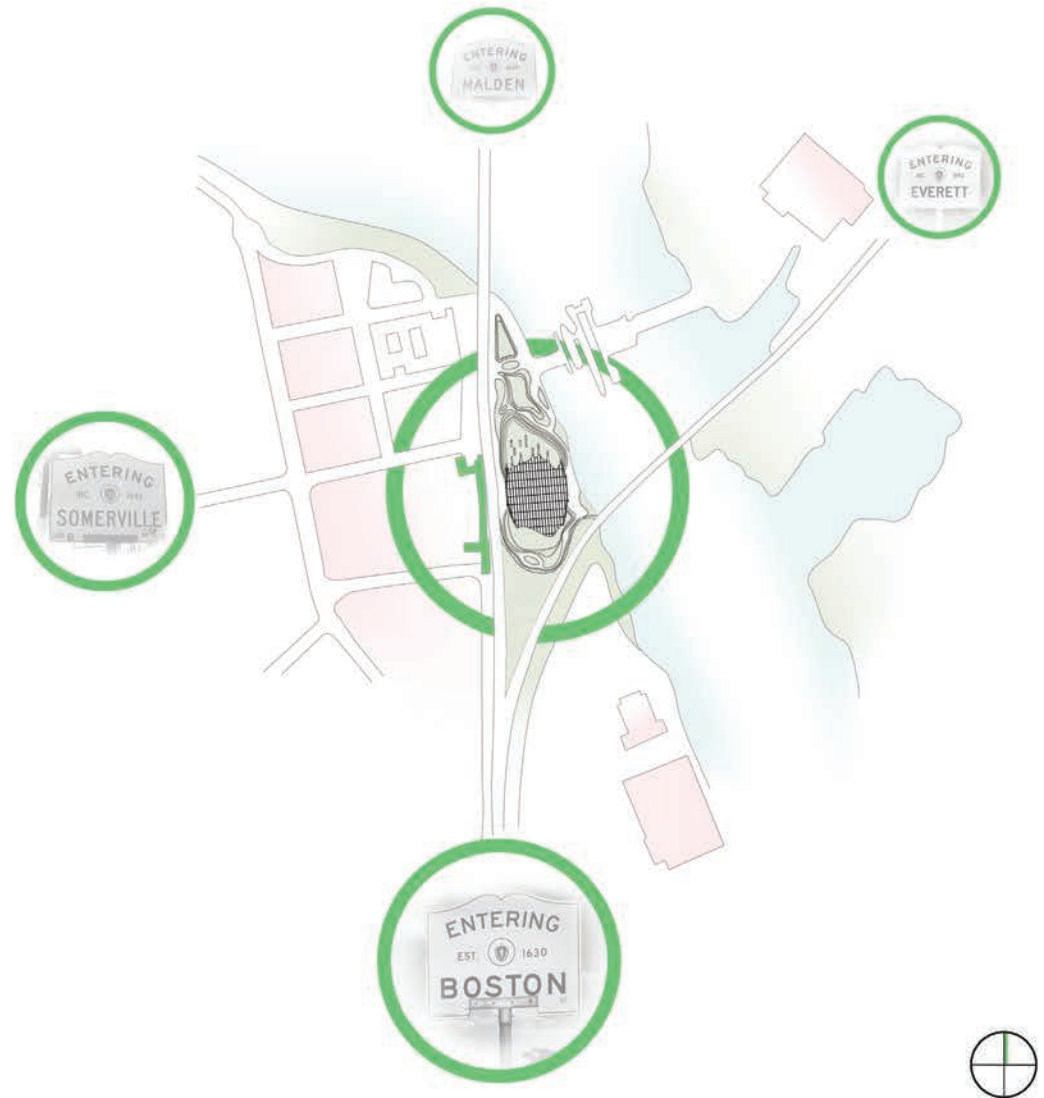 ENTERING
MALDEN
ENTERING
EVERETT
ENTERING
SOMERVILLE
ENTERING
EST. 1630
BOSTON